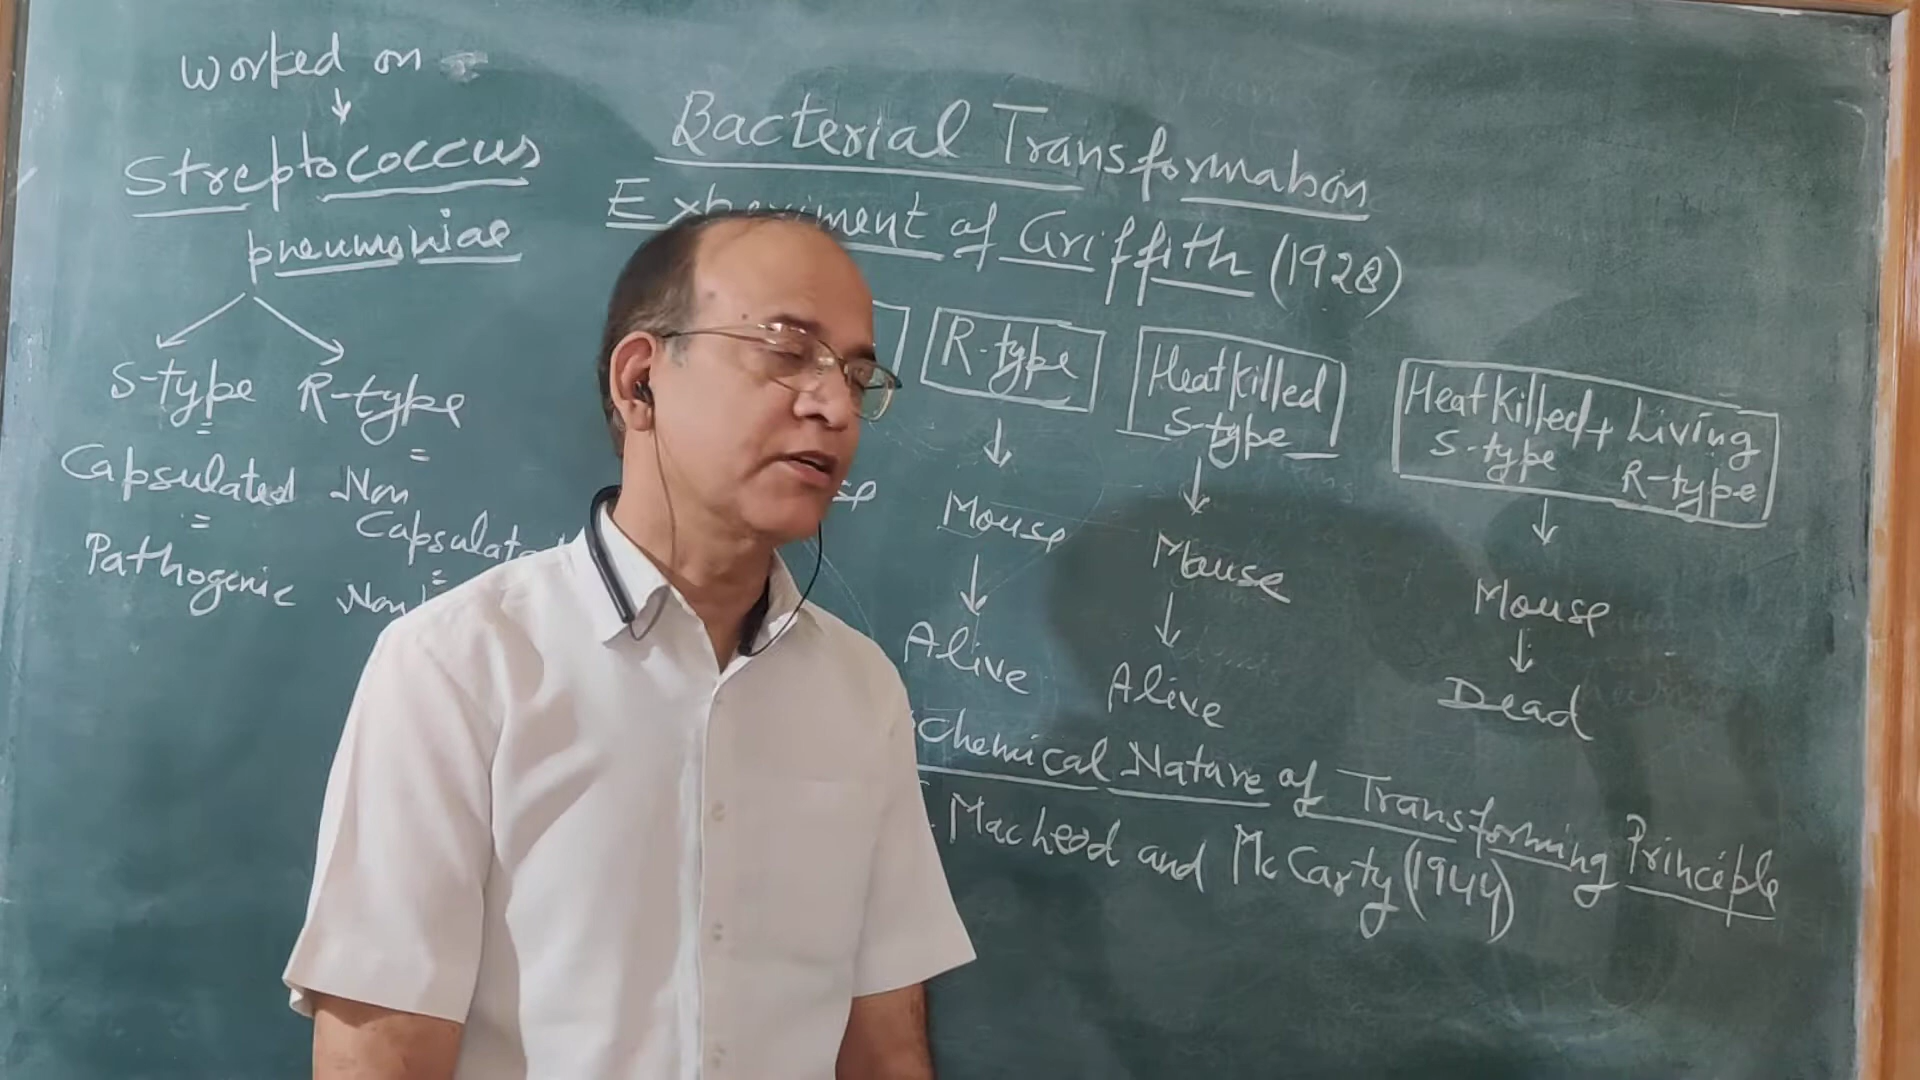 Worked on
Streptococcus
pneumoniae
S-type R-type
Capsulated Non
Capsulated
Pathogenic Non
Bacterial Transformation
Experiment of Griffith (1928)
R-type
Mouse
Alive
Heat Killed
S-type
Mouse
Alive
Heat Killed + Living
S-type R-type
Mouse
Dead
Chemical Nature of Transforming Principle
MacLeod and McCarty (1944)